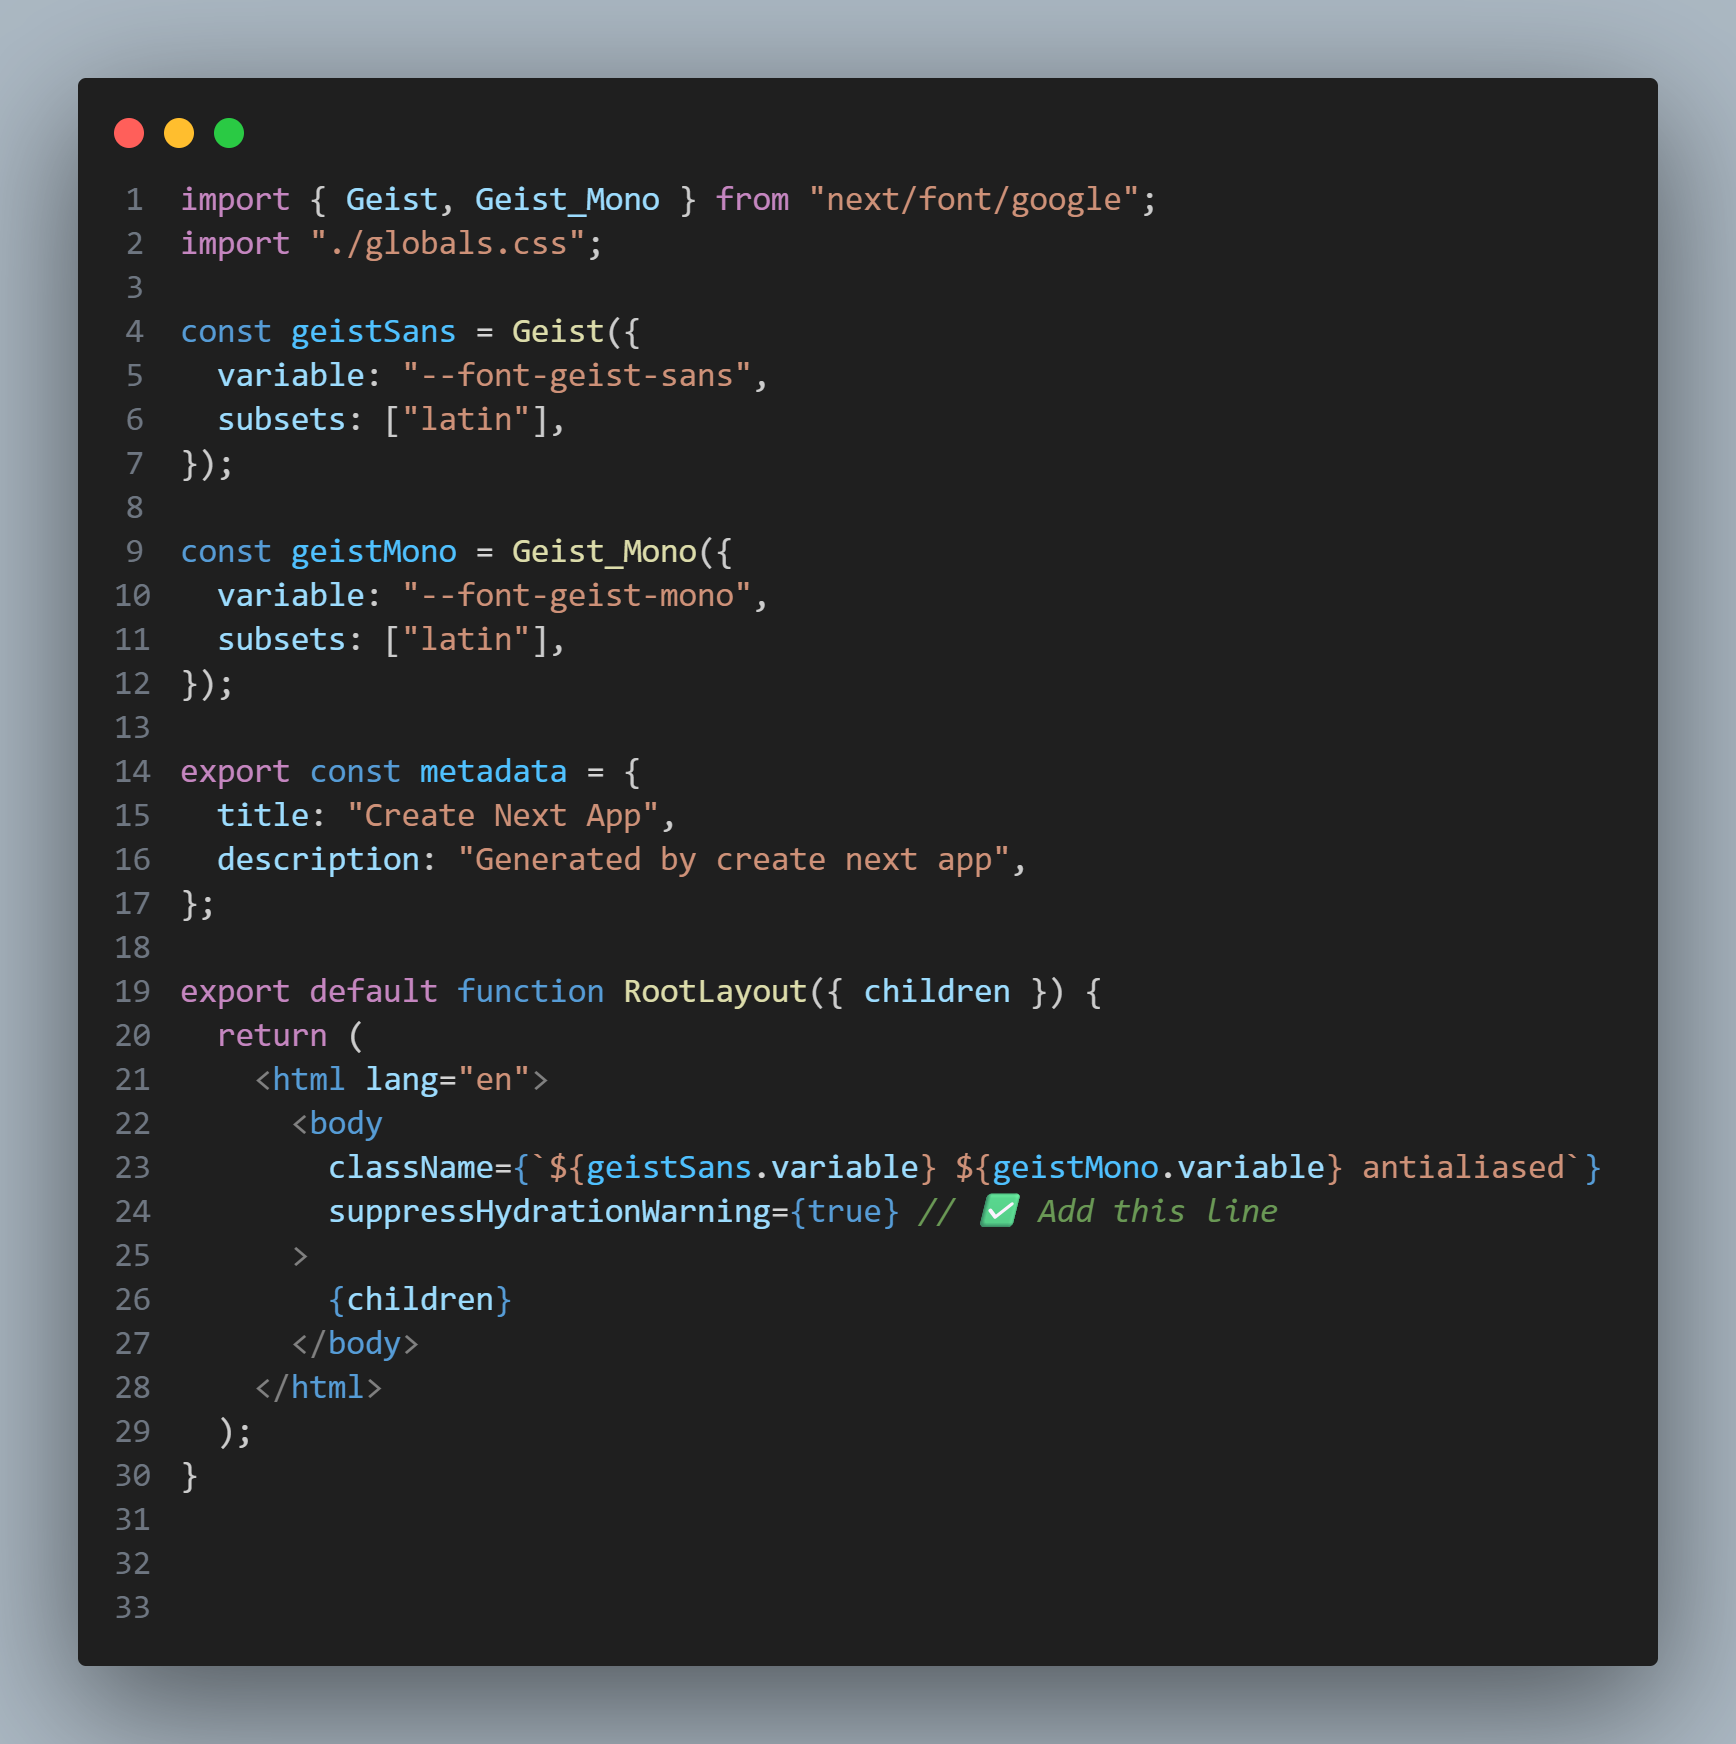 1 import { Geist, Geist_Mono } from "next/font/google";
2 import "./globals.css";
3
4 const geistSans = Geist({
5   variable: "--font-geist-sans",
6   subsets: ["latin"],
7 });
8
9 const geistMono = Geist_Mono({
10   variable: "--font-geist-mono",
11   subsets: ["latin"],
12 });
13
14 export const metadata = {
15   title: "Create Next App",
16   description: "Generated by create next app",
17 };
18
19 export default function RootLayout({ children }) {
20   return (
21     <html lang="en">
22       <body
23         className={`${geistSans.variable} ${geistMono.variable} antialiased`}
24         suppressHydrationWarning={true} // ✅ Add this line
25       >
26         {children}
27       </body>
28     </html>
29   );
30 }
31
32
33